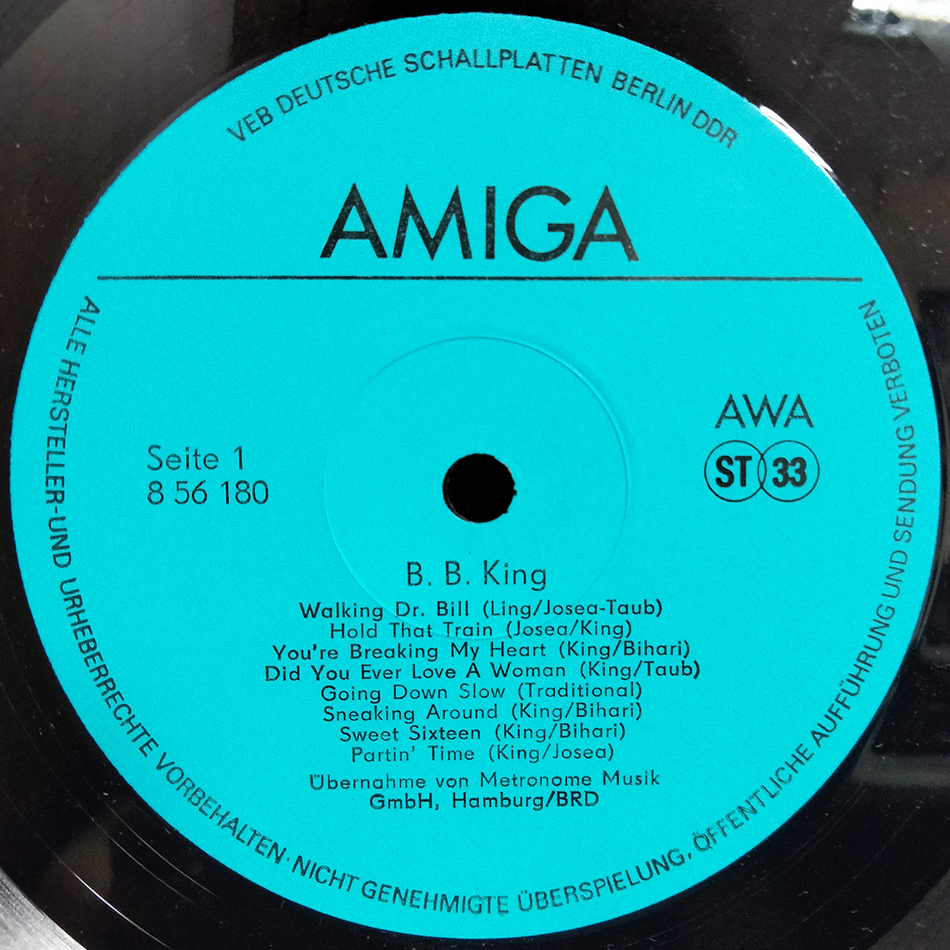 VEB DEUTSCHE SCHALLPLATTEN BERLIN DDR
AMIGA
AWA
Seite 1
8 56 180
ST 33
B. B. King
Walking Dr. Bill (Ling/Josea-Taub)
Hold That Train (Josea/King)
You're Breaking My Heart (King/Bihari)
Did You Ever Love A Woman (King/Taub)
Going Down Slow (Traditional)
Sneaking Around (King/Bihari)
Sweet Sixteen (King/Bihari)
Partin' Time (King/Josea)
Übernahme von Metronome Musik
GmbH, Hamburg/BRD
ALLE HERSTELLER-UND URHEBERRECHTE VORBEHALTEN · NICHT GENEHMIGTE ÜBERSPIELUNG, ÖFFENTLICHE AUFFÜHRUNG UND SENDUNG VERBOTEN